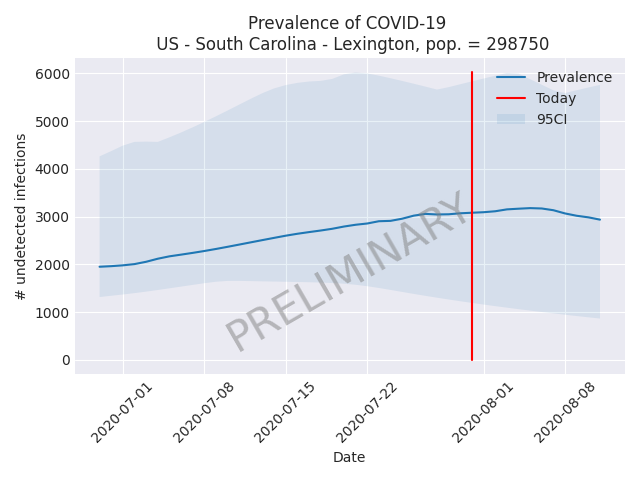 Prevalence of COVID-19
US - South Carolina - Lexington, pop. = 298750
6000
5000
4000
3000
2000
1000
0
# undetected infections
Prevalence
Today
95CI
PRELIMINARY
2020-07-01
2020-07-08
2020-07-15
2020-07-22
2020-08-01
2020-08-08
Date